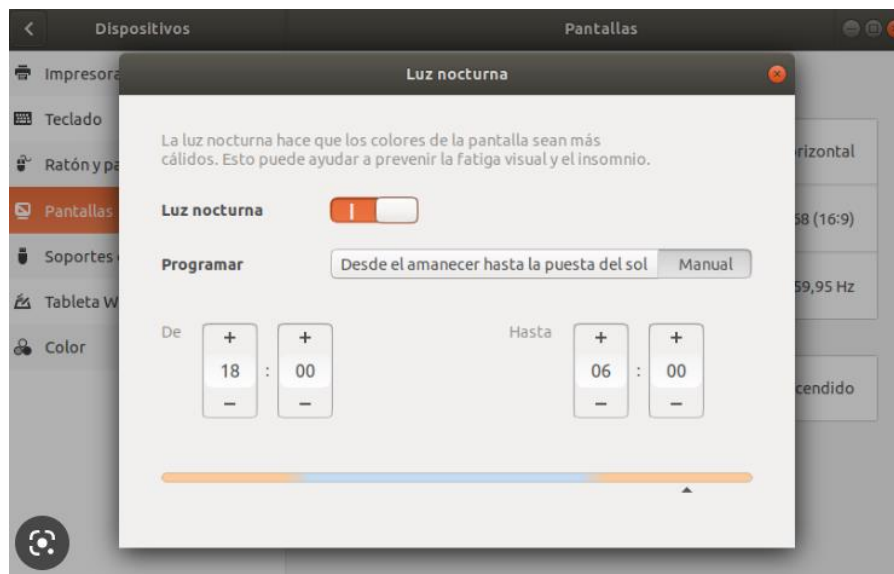 Dispositivos
Pantallas
Impresora
Teclado
Ratón y pa
Pantallas
Soportes
Tableta W
Color
Luz nocturna
La luz nocturna hace que los colores de la pantalla sean más
cálidos. Esto puede ayudar a prevenir la fatiga visual y el insomnio.
Luz nocturna
Programar
Desde el amanecer hasta la puesta del sol
Manual
De
18 : 00
Hasta
06 : 00
rizontal
68 (16:9)
59,95 Hz
cendido